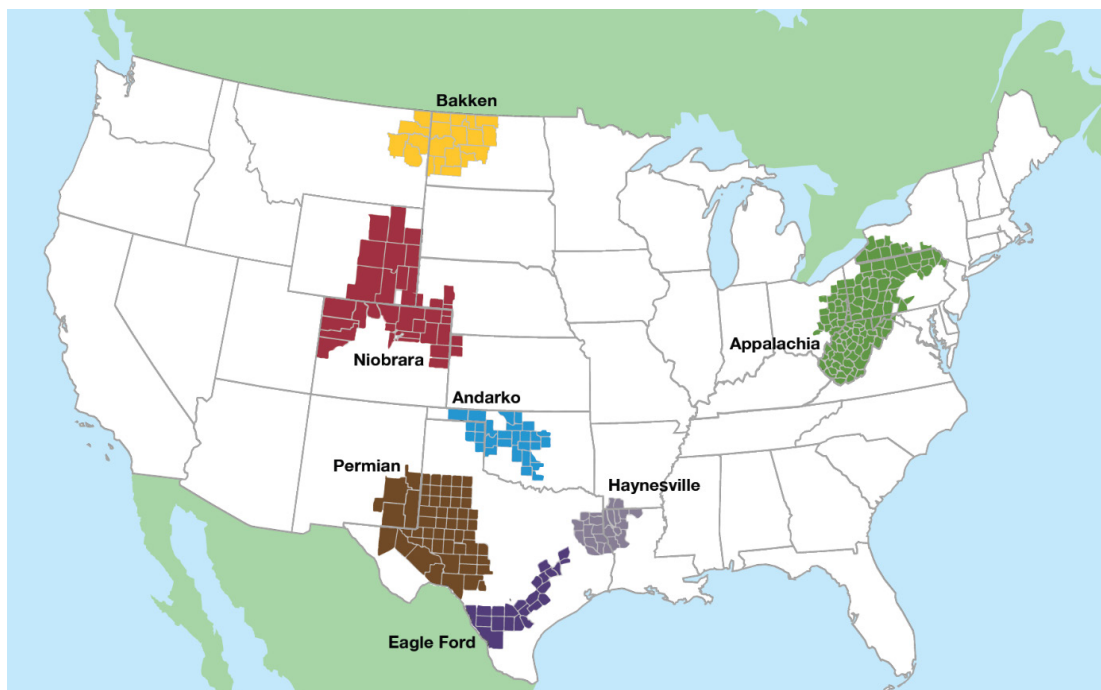 Bakken
Niobrara
Appalachia
Andarko
Permian
Haynesville
Eagle Ford